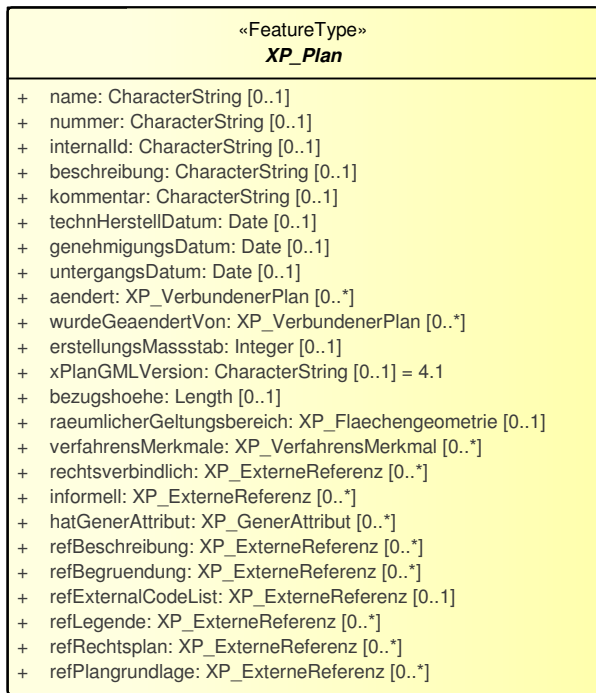 «FeatureType»
XP_Plan
+ name: CharacterString [0..1]
+ nummer: CharacterString [0..1]
+ internalId: CharacterString [0..1]
+ beschreibung: CharacterString [0..1]
+ kommentar: CharacterString [0..1]
+ technHerstellDatum: Date [0..1]
+ genehmigungsDatum: Date [0..1]
+ untergangsDatum: Date [0..1]
+ aendert: XP_VerbundenerPlan [0..*]
+ wurdeGeaendertVon: XP_VerbundenerPlan [0..*]
+ erstellungsMassstab: Integer [0..1]
+ xPlanGMLVersion: CharacterString [0..1] = 4.1
+ bezugshoehe: Length [0..1]
+ raeumlicherGeltungsbereich: XP_Flaechengeometrie [0..1]
+ verfahrensMerkmale: XP_VerfahrensMerkmal [0..*]
+ rechtsverbindlich: XP_ExterneReferenz [0..*]
+ informell: XP_ExterneReferenz [0..*]
+ hatGenerAttribut: XP_GenerAttribut [0..*]
+ refBeschreibung: XP_ExterneReferenz [0..*]
+ refBegruendung: XP_ExterneReferenz [0..*]
+ refExternalCodeList: XP_ExterneReferenz [0..1]
+ refLegende: XP_ExterneReferenz [0..*]
+ refRechtsplan: XP_ExterneReferenz [0..*]
+ refPlangrundlage: XP_ExterneReferenz [0..*]